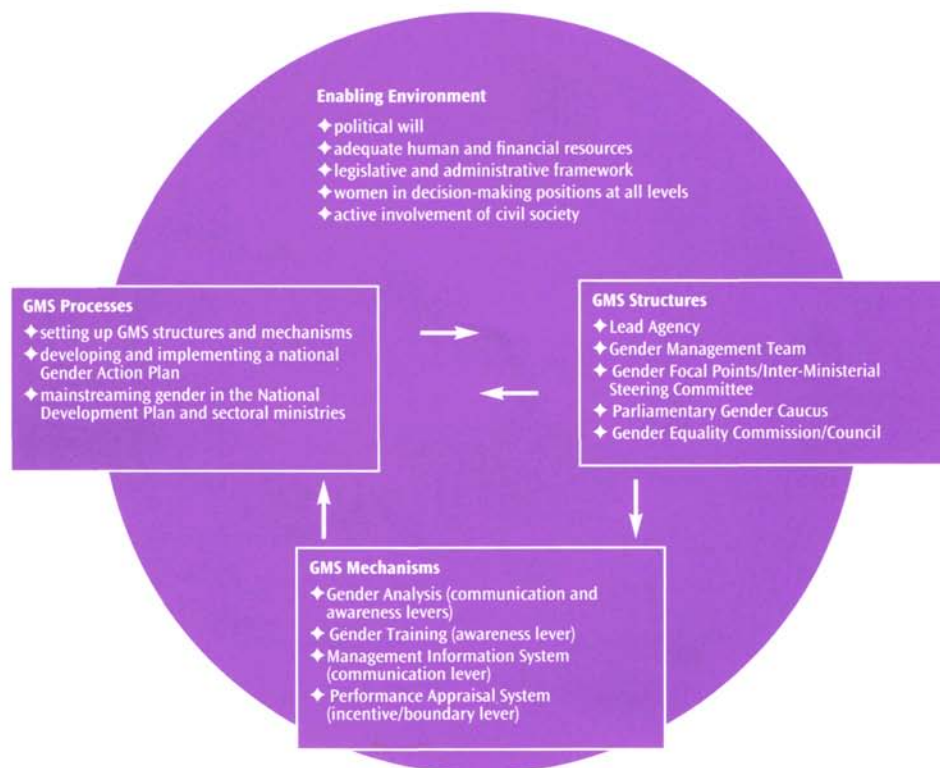 Enabling Environment
✦ political will
✦ adequate human and financial resources
✦ legislative and administrative framework
✦ women in decision-making positions at all levels
✦ active involvement of civil society
GMS Processes
✦ setting up GMS structures and mechanisms
✦ developing and implementing a national
Gender Action Plan
✦ mainstreaming gender in the National
Development Plan and sectoral ministries
GMS Structures
✦ Lead Agency
✦ Gender Management Team
✦ Gender Focal Points/Inter-Ministerial
Steering Committee
✦ Parliamentary Gender Caucus
✦ Gender Equality Commission/Council
GMS Mechanisms
✦ Gender Analysis (communication and
awareness levers)
✦ Gender Training (awareness lever)
✦ Management Information System
(communication lever)
✦ Performance Appraisal System
(incentive/boundary lever)